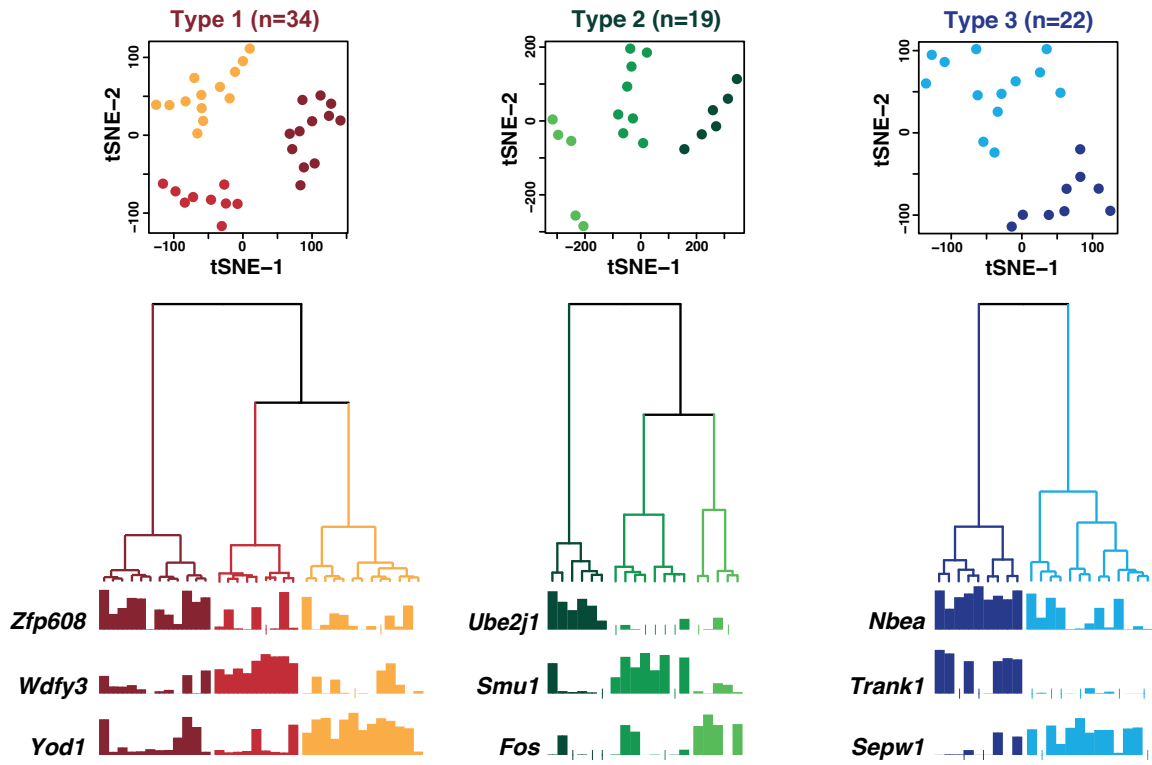 Type 1 (n=34)
Type 2 (n=19)
Type 3 (n=22)
tSNE−2
100
0
−100
−100
0
100
tSNE−1
tSNE−2
200
0
−200
−200
0
200
tSNE−1
tSNE−2
100
0
−100
−100
0
100
tSNE−1
Zfp608
Wdfy3
Yod1
Ube2j1
Smu1
Fos
Nbea
Trank1
Sepw1